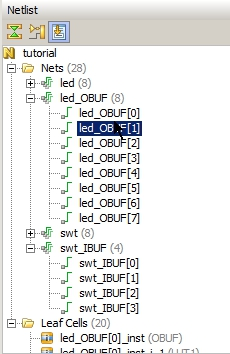 Netlist
tutorial
Nets (28)
led (8)
led_OBUF (8)
led_OBUF[0]
led_OBUF[1]
led_OBUF[2]
led_OBUF[3]
led_OBUF[4]
led_OBUF[5]
led_OBUF[6]
led_OBUF[7]
swt (8)
swt_IBUF (4)
swt_IBUF[0]
swt_IBUF[1]
swt_IBUF[2]
swt_IBUF[3]
Leaf Cells (20)
led_OBUF[0]_inst (OBUF)
led_OBUF[0]_inst_i_1 (LUT1)